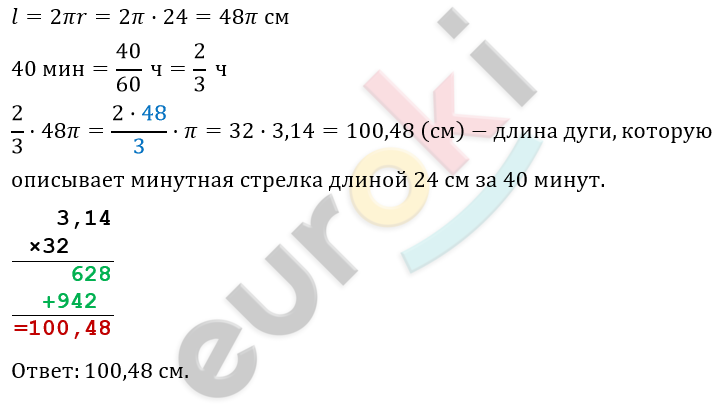 l = 2πr = 2π · 24 = 48π см
40 мин = 40/60 ч = 2/3 ч
2/3 · 48π = (2 · 48)/3 · π = 32 · 3,14 = 100,48 (см) − длина дуги, которую
описывает минутная стрелка длиной 24 см за 40 минут.
3,14
×32
628
+942
=100,48
Ответ: 100,48 см.
euroki